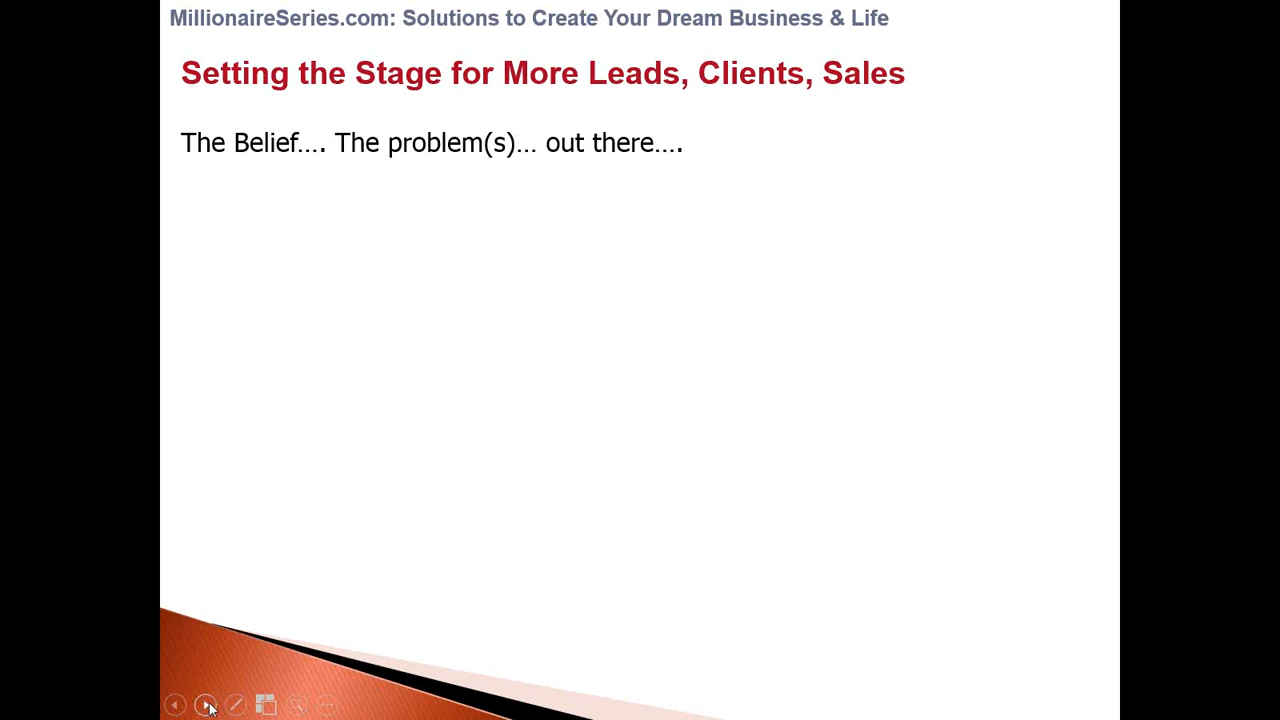 MillionaireSeries.com: Solutions to Create Your Dream Business & Life
Setting the Stage for More Leads, Clients, Sales
The Belief…. The problem(s)… out there….